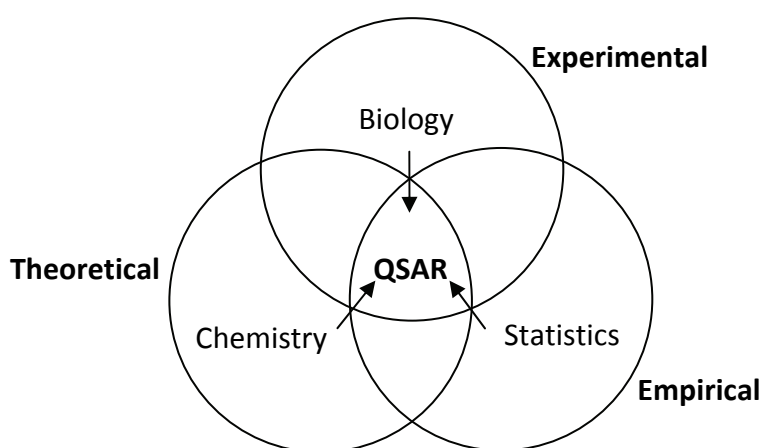 Experimental
Biology
Theoretical
QSAR
Chemistry
Statistics
Empirical